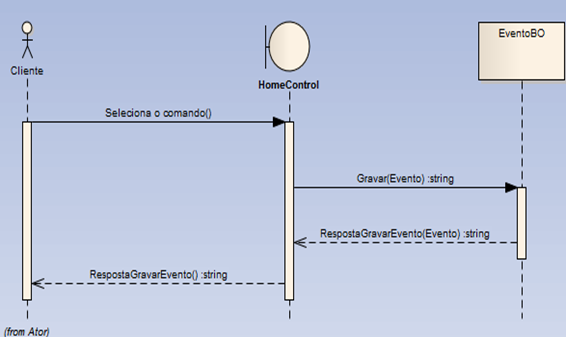 EventoBO
Cliente
HomeControl
Seleciona o comando()
Gravar(Evento) :string
RespostaGravarEvento(Evento) :string
RespostaGravarEvento() :string
(from Ator)